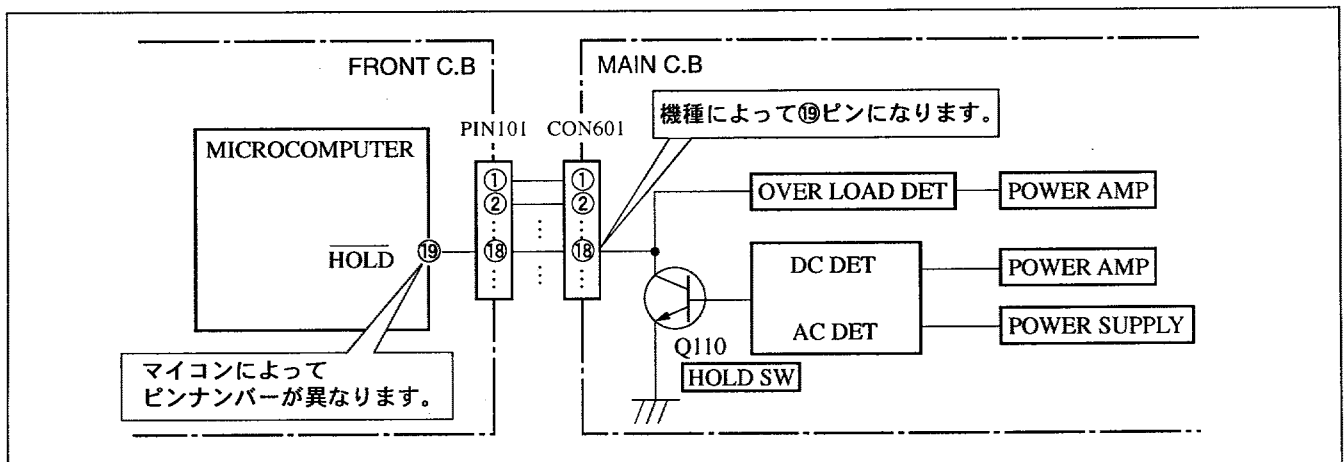 FRONT C.B
MAIN C.B
機種によって⑲ピンになります。
PIN101
CON601
MICROCOMPUTER
① ①
② ②
HOLD ⑲ ⑱ ⑱
OVER LOAD DET
POWER AMP
DC DET
POWER AMP
AC DET
POWER SUPPLY
Q110
HOLD SW
マイコンによって
ピンナンバーが異なります。